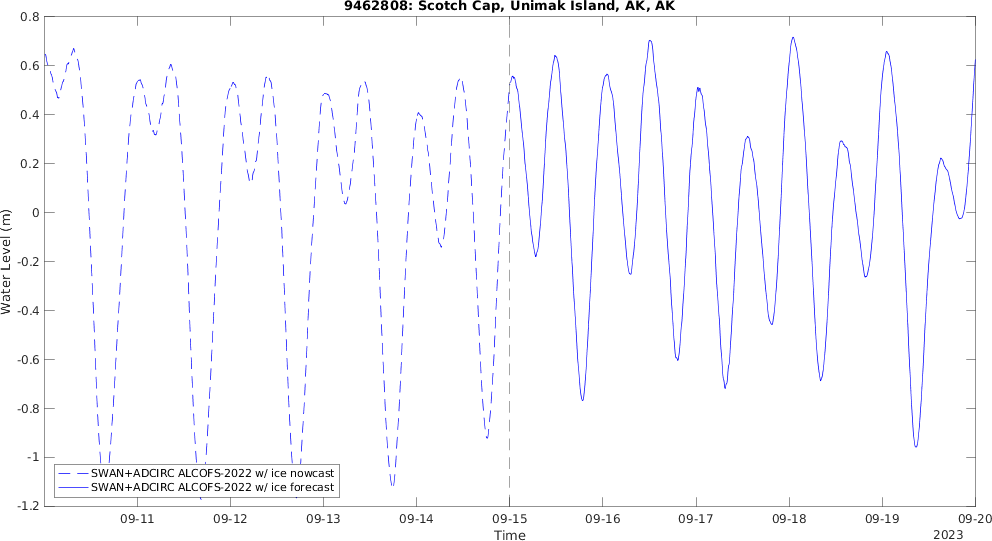 9462808: Scotch Cap, Unimak Island, AK, AK
0.8
0.6
0.4
0.2
0
-0.2
-0.4
-0.6
-0.8
-1
-1.2
Water Level (m)
SWAN+ADCIRC ALCOFS-2022 w/ ice nowcast
SWAN+ADCIRC ALCOFS-2022 w/ ice forecast
09-11 09-12 09-13 09-14 09-15 09-16 09-17 09-18 09-19 09-20
Time
2023